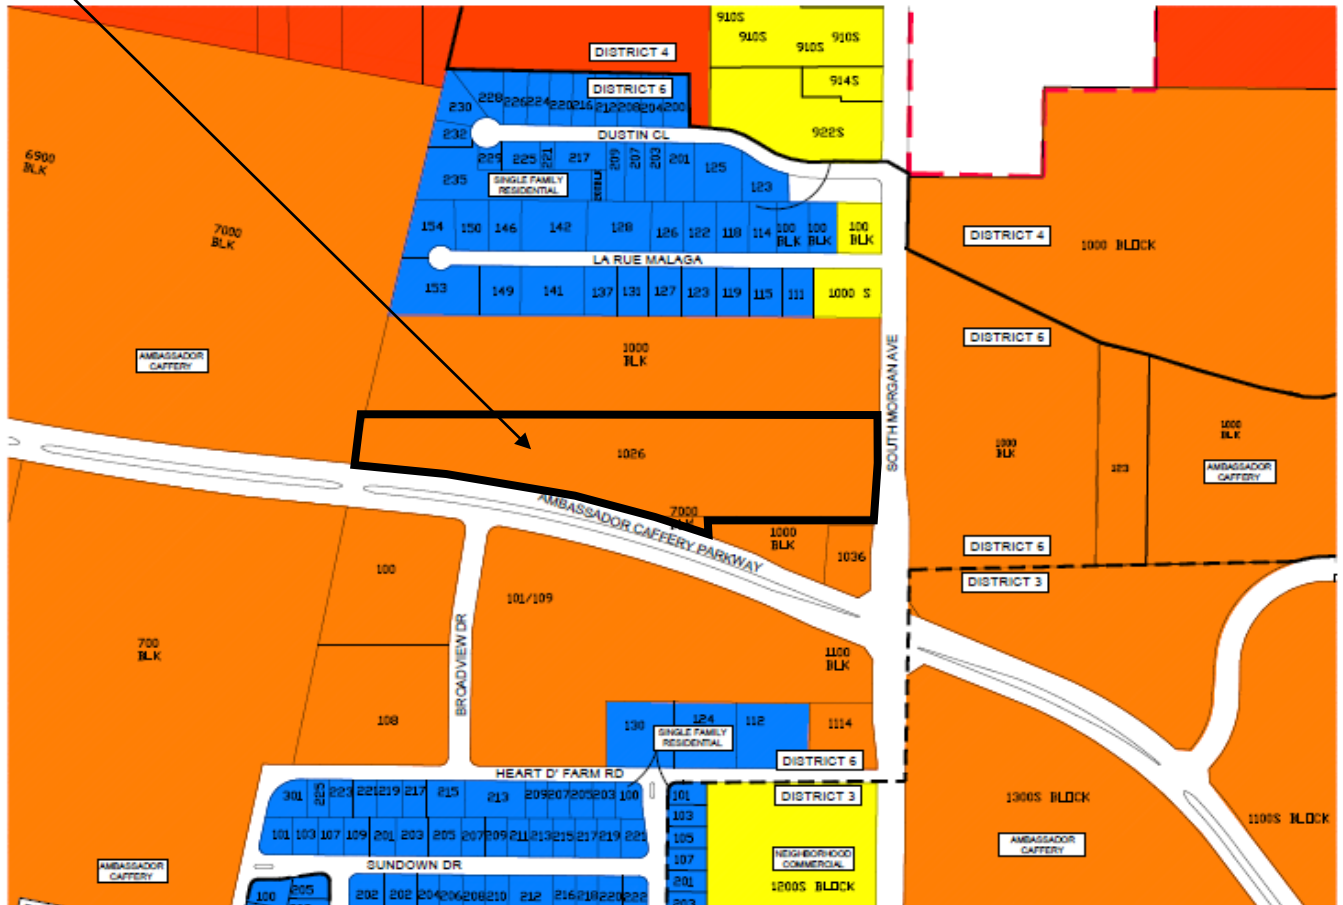 910S
910S
910S
910S
DISTRICT 4
914S
DISTRICT 6
230 228 226 224 220 216 212 208 204 200
232
DUSTIN CL
922S
6900
BLK
229 225 221 217 209 207 203 201 125
235
SINGLE FAMILY
RESIDENTIAL
123
7000
BLK
154 150 146 142 128 126 122 118 114 100
BLK
100
BLK
100
BLK
DISTRICT 4
1000 BLOCK
LA RUE MALAGA
153 149 141 137 131 127 123 119 115 111 1000 S
DISTRICT 6
AMBASSADOR
CAFFERY
1000
BLK
SOUTH MORGAN AVE
1026
1000
BLK
123
1000
BLK
AMBASSADOR
CAFFERY
7000
BLK
AMBASSADOR CAFFERY PARKWAY
1000
BLK
1036
DISTRICT 6
DISTRICT 3
100
101/109
700
BLK
BROADVIEW DR
1100
BLK
108
130 124 112 1114
SINGLE FAMILY
RESIDENTIAL
DISTRICT 6
HEART D' FARM RD
301 225 223 221 219 217 215 213 209 207 205 203 100
101
DISTRICT 3
1300S BLOCK
103
1100S BLOCK
101 103 107 109 201 203 205 207 209 211 213 215 217 219 221
105
AMBASSADOR
CAFFERY
SUNDOWN DR
107
NEIGHBORHOOD
COMMERCIAL
AMBASSADOR
CAFFERY
201
1200S BLOCK
100 205
202 202 204 206 208 210 212 216 218 220 222
203